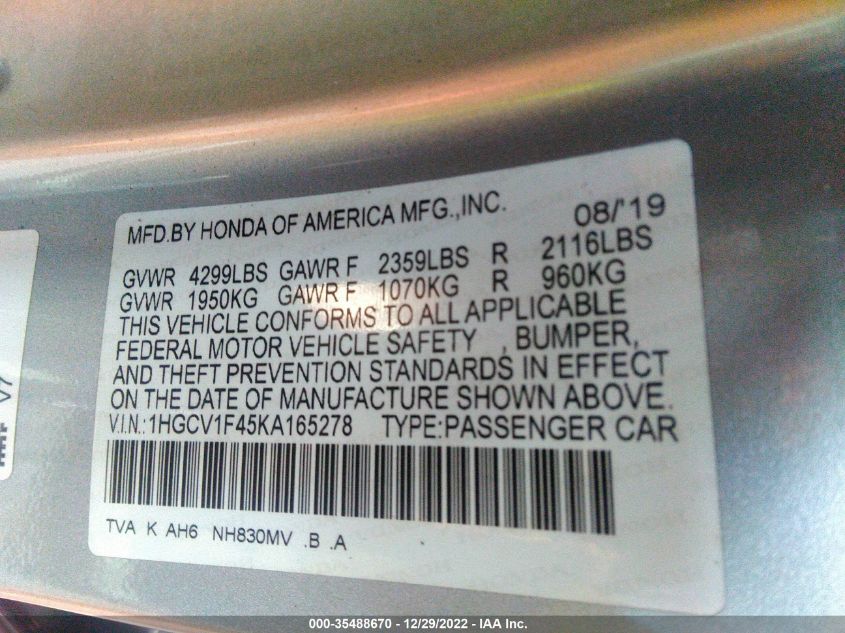 MFD.BY HONDA OF AMERICA MFG.,INC. 08/'19
GVWR 4299LBS GAWR F 2359LBS R 2116LBS
GVWR 1950KG GAWR F 1070KG R 960KG
THIS VEHICLE CONFORMS TO ALL APPLICABLE
FEDERAL MOTOR VEHICLE SAFETY , BUMPER,
AND THEFT PREVENTION STANDARDS IN EFFECT
ON THE DATE OF MANUFACTURE SHOWN ABOVE.
V.I.N.:1HGCV1F45KA165278 TYPE:PASSENGER CAR
TVA K AH6 NH830MV .B .A
V7
000-35488670 - 12/29/2022 - IAA Inc.